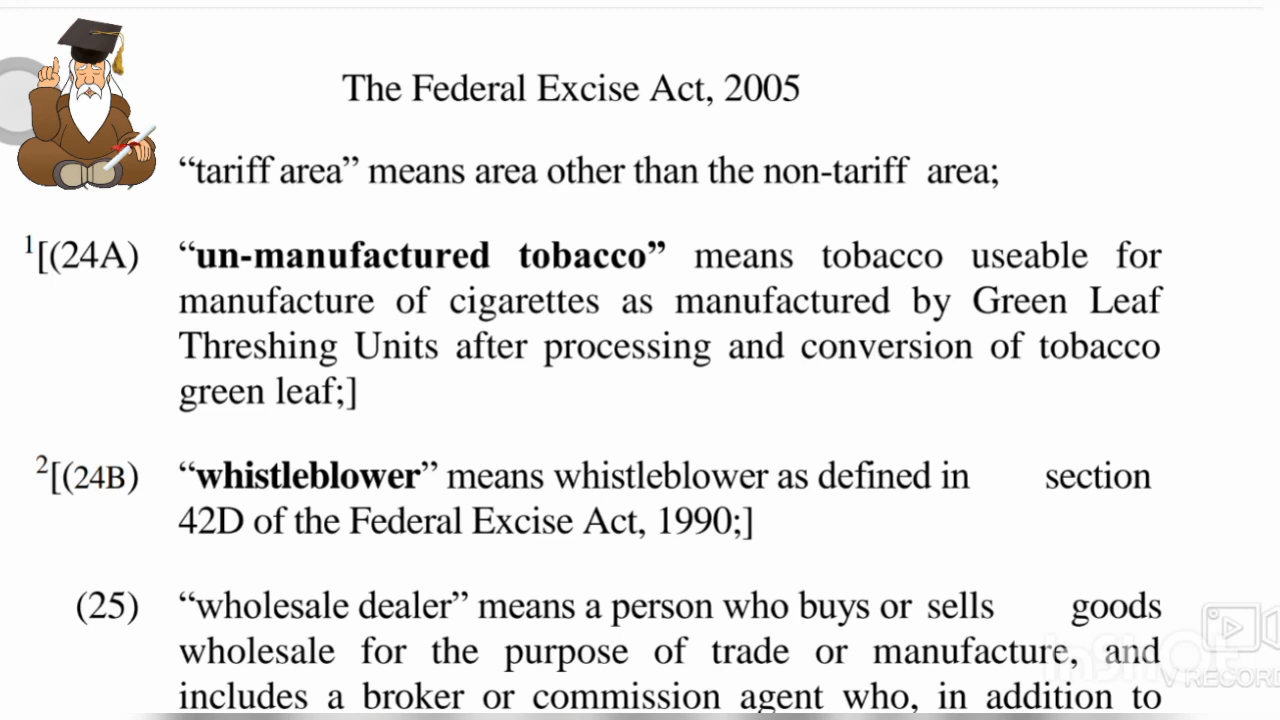 The Federal Excise Act, 2005
“tariff area” means area other than the non-tariff area;
1[(24A) “un-manufactured tobacco” means tobacco useable for
manufacture of cigarettes as manufactured by Green Leaf
Threshing Units after processing and conversion of tobacco
green leaf;]
2[(24B) “whistleblower” means whistleblower as defined in section
42D of the Federal Excise Act, 1990;]
(25) “wholesale dealer” means a person who buys or sells goods
wholesale for the purpose of trade or manufacture, and
includes a broker or commission agent who, in addition to
V RECORD